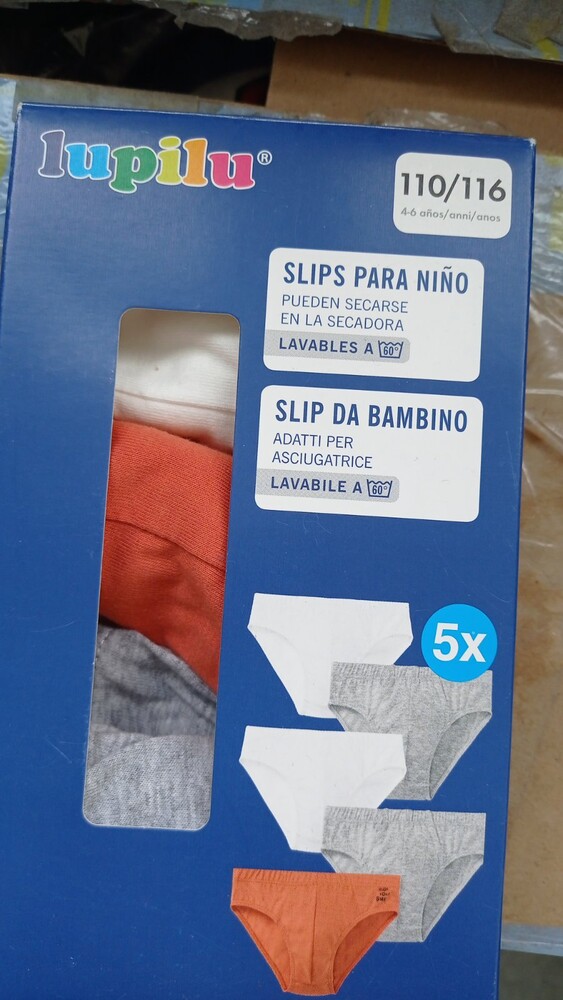 lupilu®
110/116
4-6 años/anni/anos
SLIPS PARA NIÑO
PUEDEN SECARSE
EN LA SECADORA
LAVABLES A 60°
SLIP DA BAMBINO
ADATTI PER
ASCIUGATRICE
LAVABILE A 60°
5x